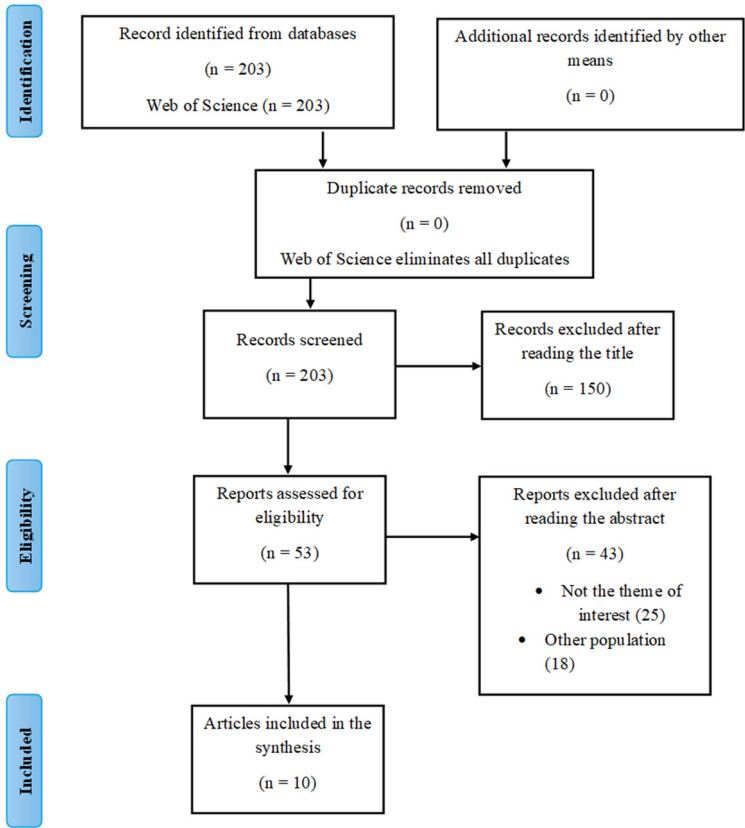 Identification
Record identified from databases
(n = 203)
Web of Science (n = 203)
Additional records identified by other
means
(n = 0)
Duplicate records removed
(n = 0)
Web of Science eliminates all duplicates
Screening
Records screened
(n = 203)
Records excluded after
reading the title
(n = 150)
Eligibility
Reports assessed for
eligibility
(n = 53)
Reports excluded after
reading the abstract
(n = 43)
• Not the theme of
interest (25)
• Other population
(18)
Included
Articles included in the
synthesis
(n = 10)